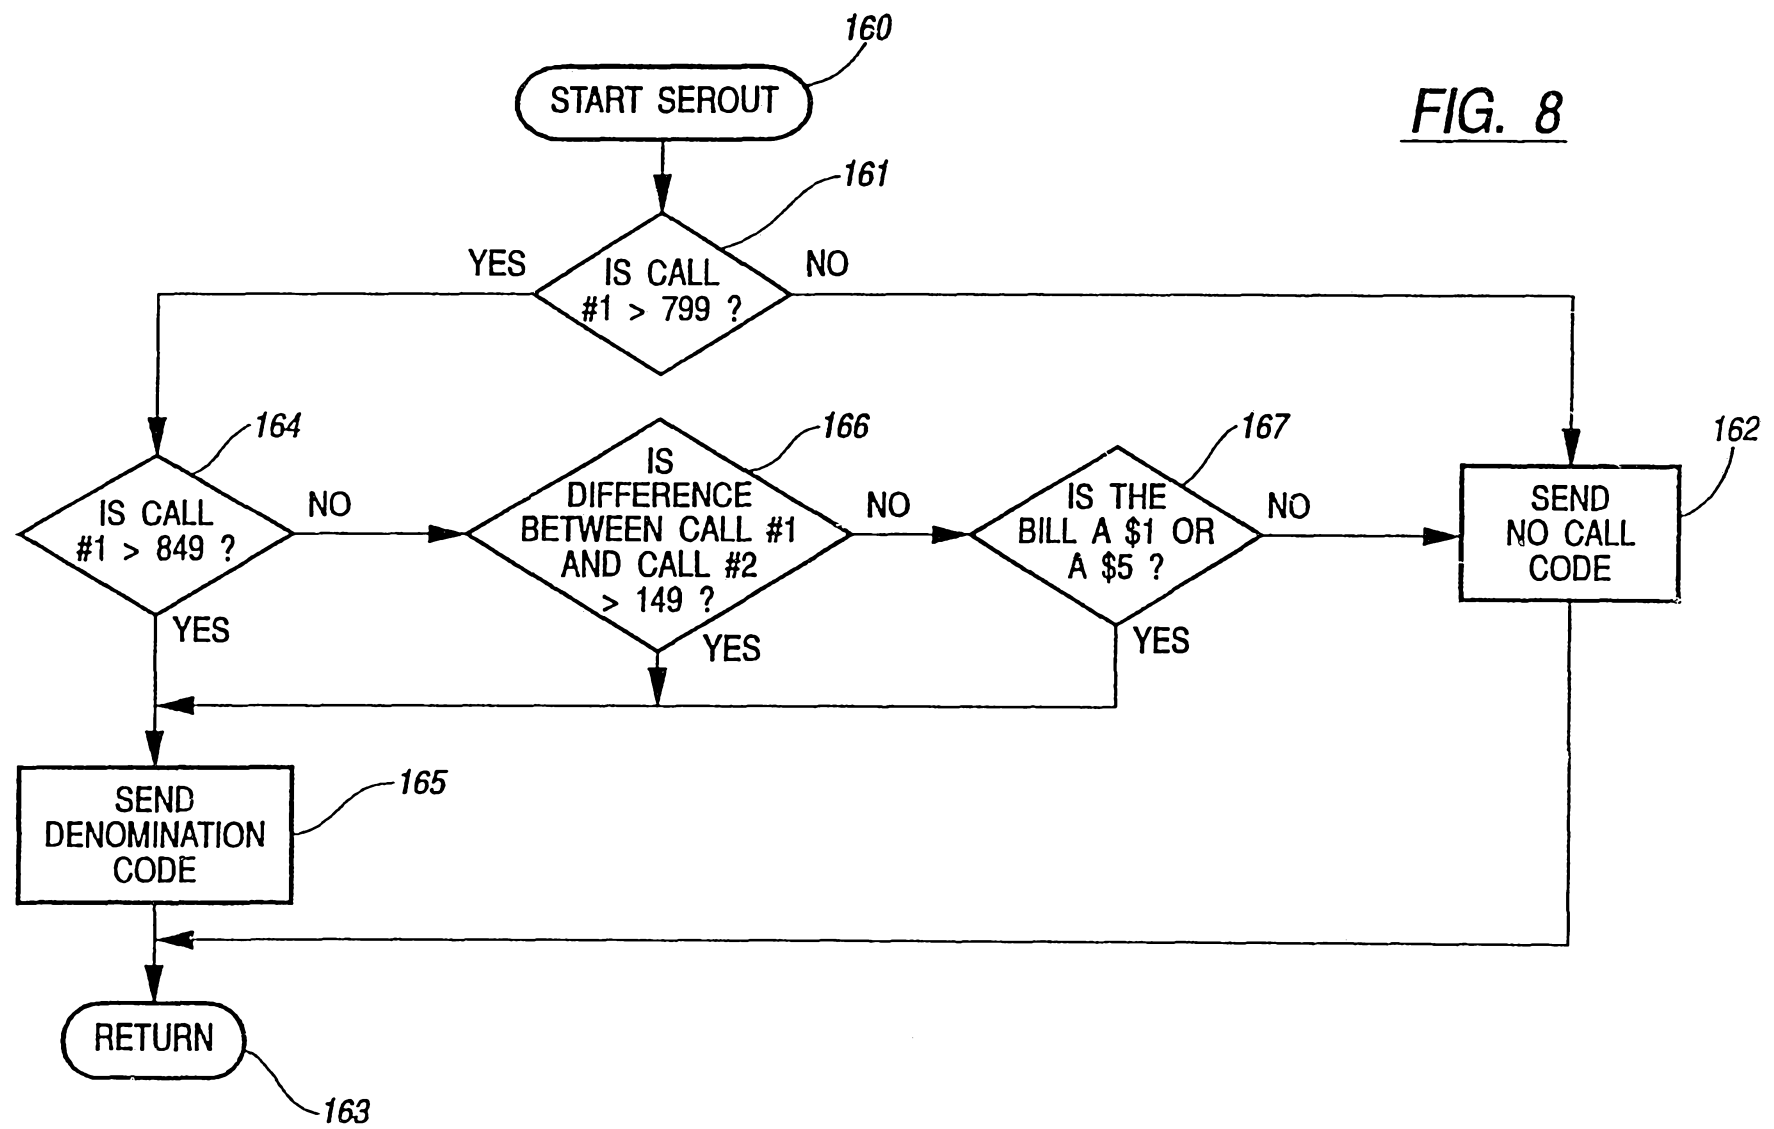 160
START SEROUT
FIG. 8
161
YES
IS CALL
#1 > 799 ?
NO
164
IS CALL
#1 > 849 ?
NO
YES
166
IS
DIFFERENCE
BETWEEN CALL #1
AND CALL #2
> 149 ?
NO
YES
167
IS THE
BILL A $1 OR
A $5 ?
NO
YES
162
SEND
NO CALL
CODE
165
SEND
DENOMINATION
CODE
RETURN
163